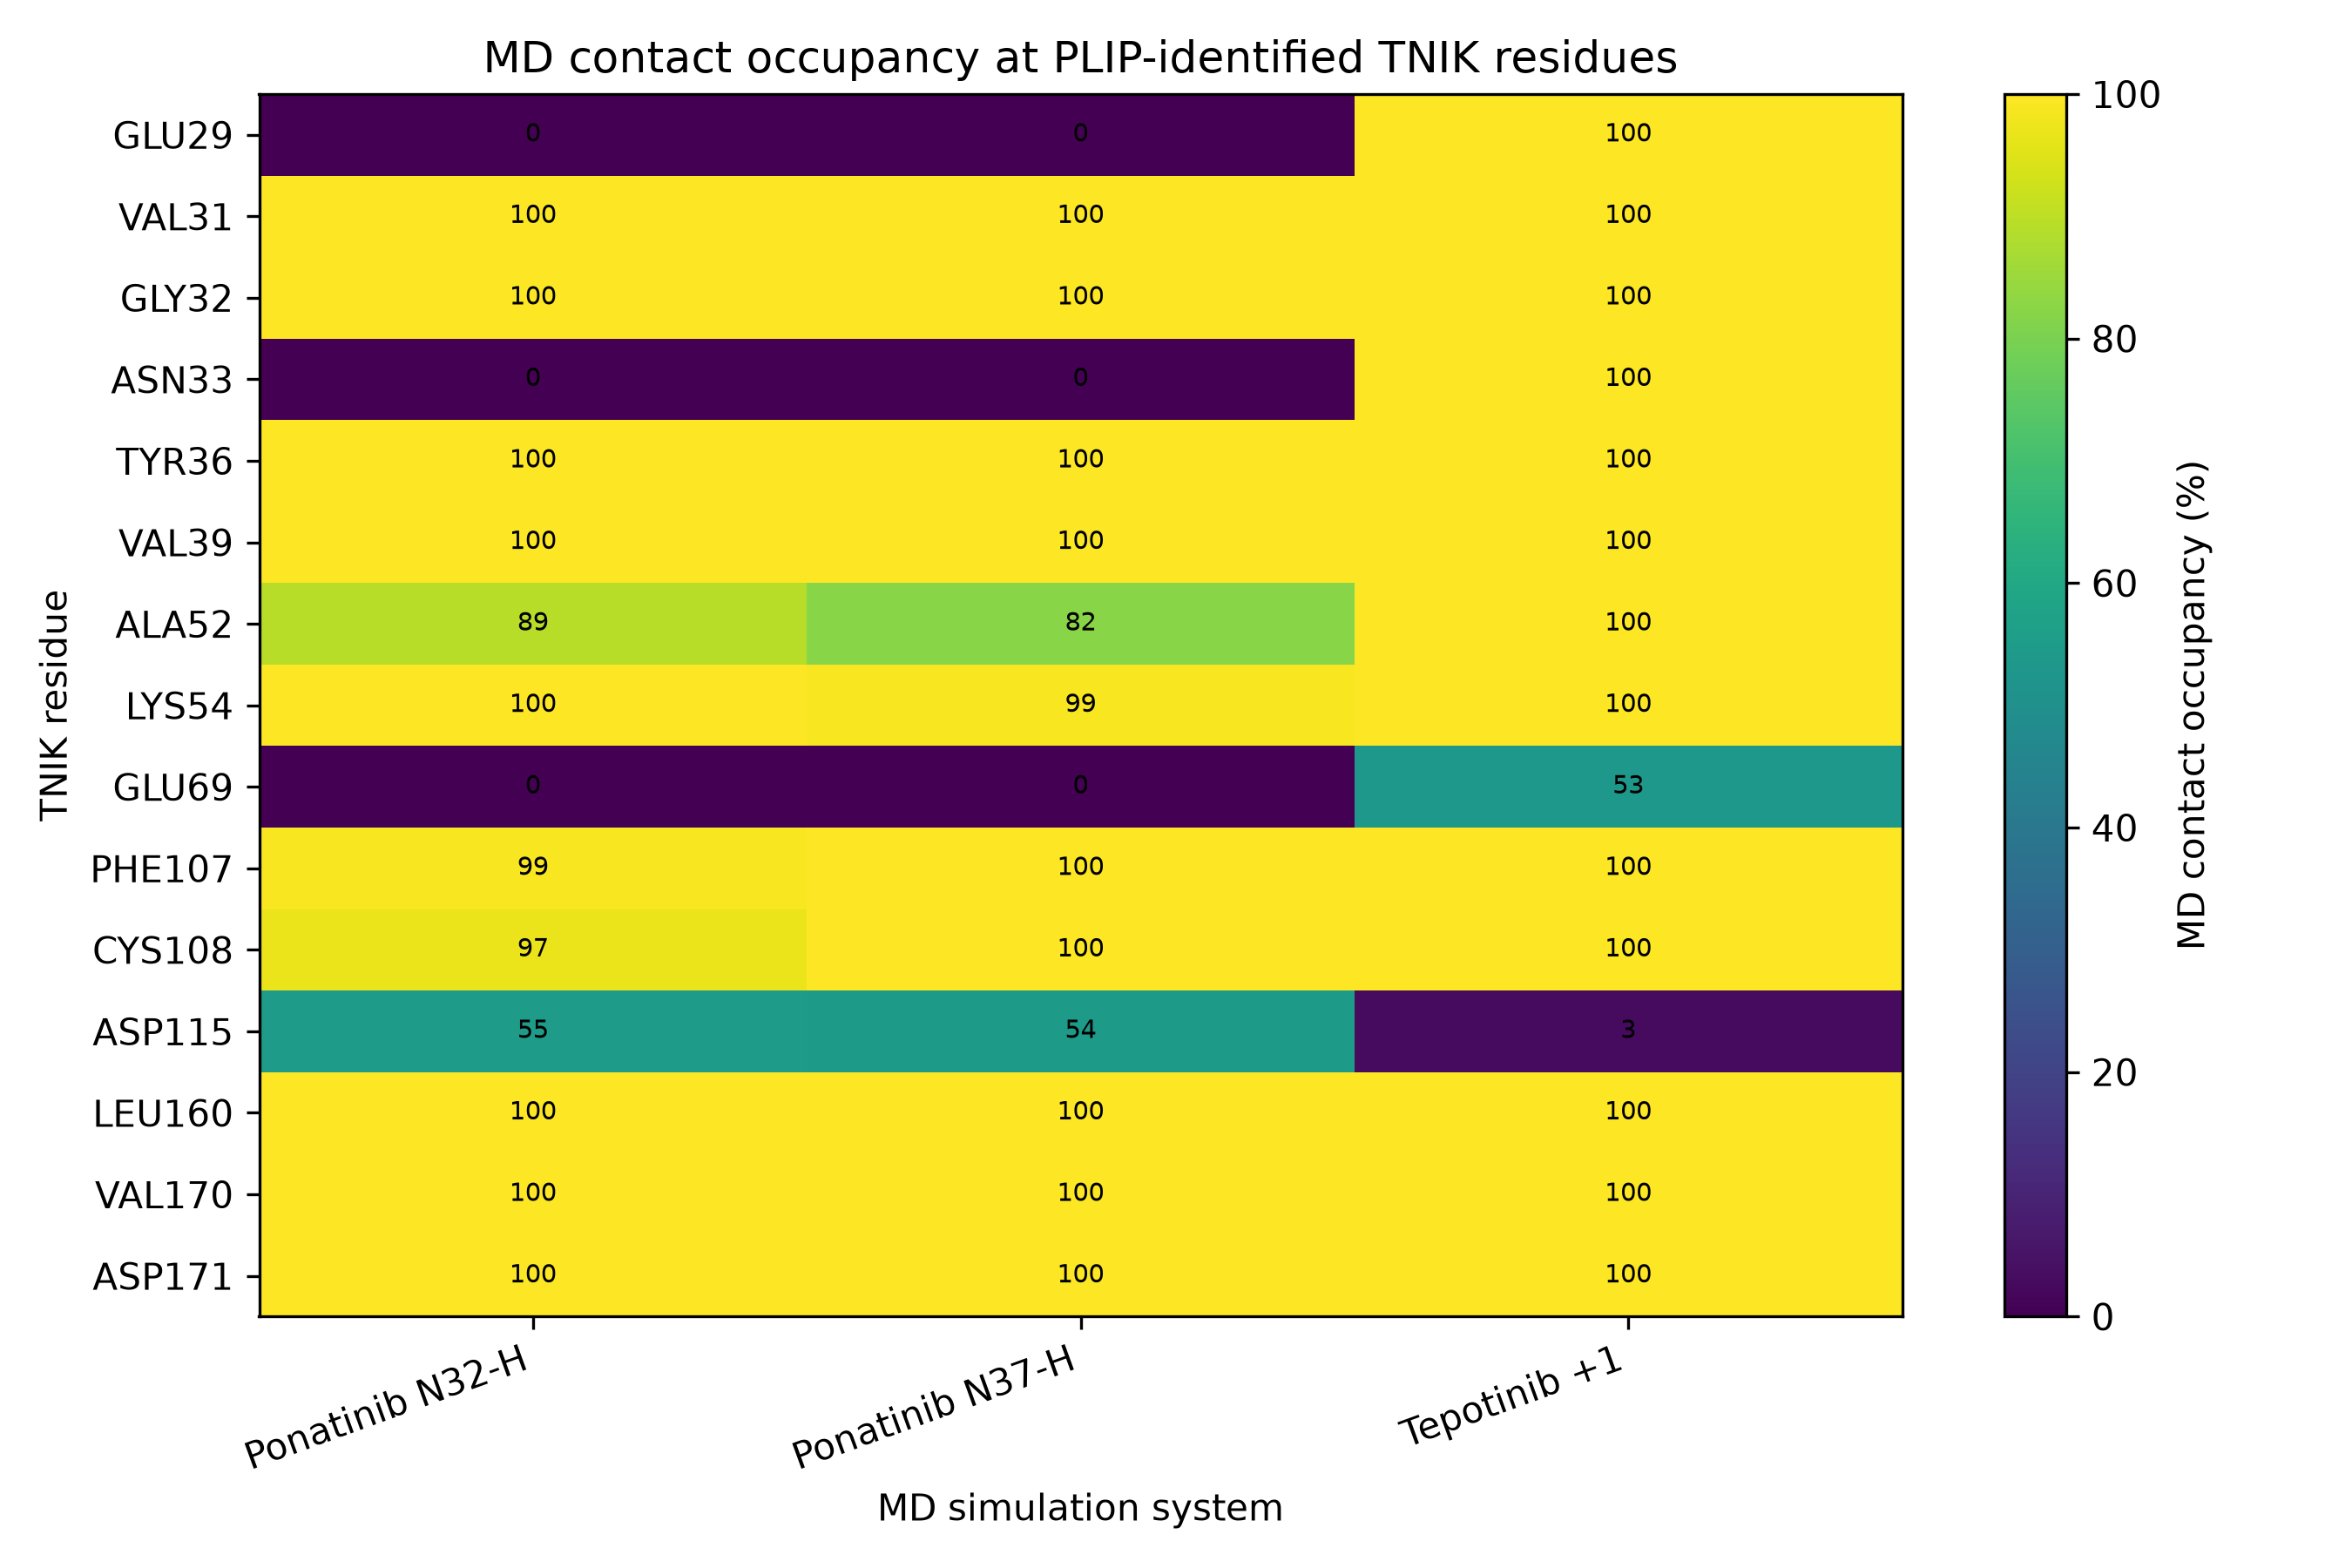 MD contact occupancy at PLIP-identified TNIK residues
GLU29 0 0 100
VAL31 100 100 100
GLY32 100 100 100
ASN33 0 0 100
TYR36 100 100 100
VAL39 100 100 100
ALA52 89 82 100
LYS54 100 99 100
GLU69 0 0 53
PHE107 99 100 100
CYS108 97 100 100
ASP115 55 54 3
LEU160 100 100 100
VAL170 100 100 100
ASP171 100 100 100
TNIK residue
Ponatinib N32-H
Ponatinib N37-H
Tepotinib +1
MD simulation system
100
80
60
40
20
0
MD contact occupancy (%)